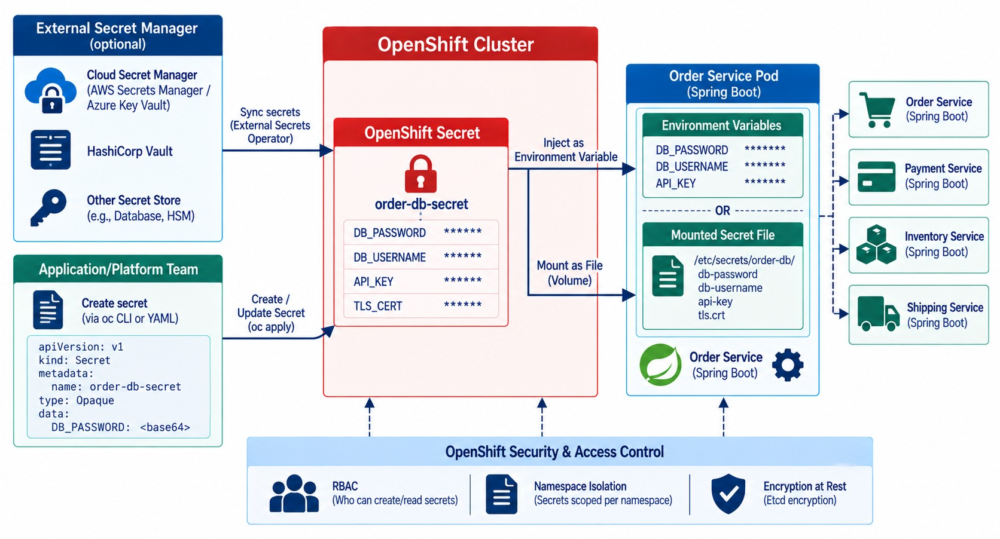 External Secret Manager
(optional)
Cloud Secret Manager
(AWS Secrets Manager /
Azure Key Vault)
HashiCorp Vault
Other Secret Store
(e.g., Database, HSM)
Application/Platform Team
Create secret
(via oc CLI or YAML)
apiVersion: v1
kind: Secret
metadata:
  name: order-db-secret
type: Opaque
data:
  DB_PASSWORD: <base64>
Sync secrets
(External Secrets
Operator)
Create /
Update Secret
(oc apply)
OpenShift Cluster
OpenShift Secret
order-db-secret
DB_PASSWORD ******
DB_USERNAME ******
API_KEY ******
TLS_CERT ******
Inject as
Environment Variable
Mount as File
(Volume)
Order Service Pod
(Spring Boot)
Environment Variables
DB_PASSWORD *******
DB_USERNAME *******
API_KEY *******
OR
Mounted Secret File
/etc/secrets/order-db/
db-password
db-username
api-key
tls.crt
Order Service
(Spring Boot)
Order Service
(Spring Boot)
Payment Service
(Spring Boot)
Inventory Service
(Spring Boot)
Shipping Service
(Spring Boot)
OpenShift Security & Access Control
RBAC
(Who can create/read secrets)
Namespace Isolation
(Secrets scoped per namespace)
Encryption at Rest
(Etcd encryption)